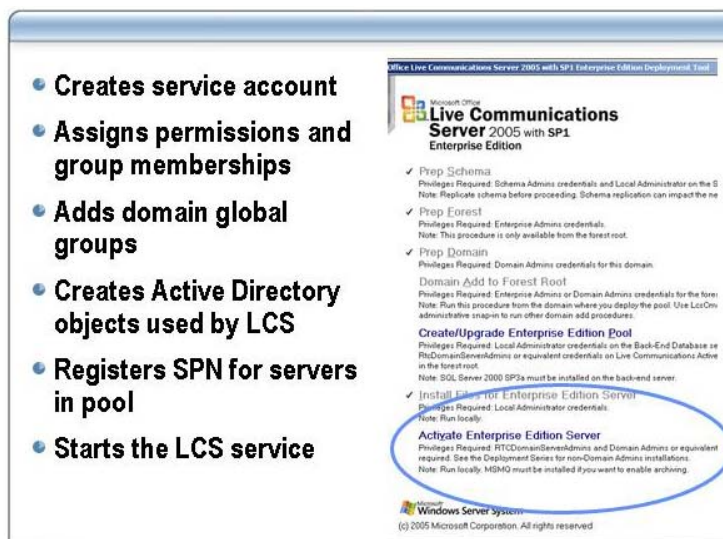 Creates service account
Assigns permissions and
group memberships
Adds domain global
groups
Creates Active Directory
objects used by LCS
Registers SPN for servers
in pool
Starts the LCS service
Office Live Communications Server 2005 with SP1 Enterprise Edition Deployment Tool
Microsoft Office
Live Communications
Server 2005 with SP1
Enterprise Edition
Prep Schema
Privileges Required: Schema Admins credentials and Local Administrator on the S
Note: Replicate schema before proceeding. Schema replication can impact the ne
Prep Forest
Privileges Required: Enterprise Admins credentials.
Note: This procedure is only available from the forest root.
Prep Domain
Privileges Required: Domain Admins credentials for this domain.
Domain Add to Forest Root
Privileges Required: Enterprise Admins or Domain Admins credentials for the fore
Note: Run this procedure from the domain where you deploy the pool. Use LcsCm
administrative snap-in to run other domain add procedures.
Create/Upgrade Enterprise Edition Pool
Privileges Required: Local Administrator credentials on the Back-End Database se
RtcDomainServerAdmins or equivalent credentials on Live Communications Active
in the forest root.
Note: SQL Server 2000 SP3a must be installed on the back-end server.
Install Files for Enterprise Edition Server
Privileges Required: Local Administrator credentials.
Note: Run locally.
Activate Enterprise Edition Server
Privileges Required: RTCDomainServerAdmins and Domain Admins or equivalent
required. See the Deployment Series for non-Domain Admins installations.
Note: Run locally. MSMQ must be installed if you want to enable archiving.
Microsoft
Windows Server System
(c) 2005 Microsoft Corporation. All rights reserved